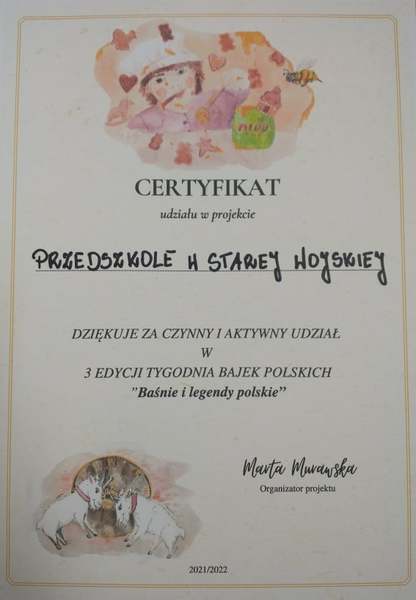 MIÓD
CERTYFIKAT
udziału w projekcie
PRZEDSZKOLE W STAREJ WOJSKIEJ
DZIĘKUJE ZA CZYNNY I AKTYWNY UDZIAŁ
W
3 EDYCJI TYGODNIA BAJEK POLSKICH
"Baśnie i legendy polskie”
Marta Murawska
Organizator projektu
2021/2022